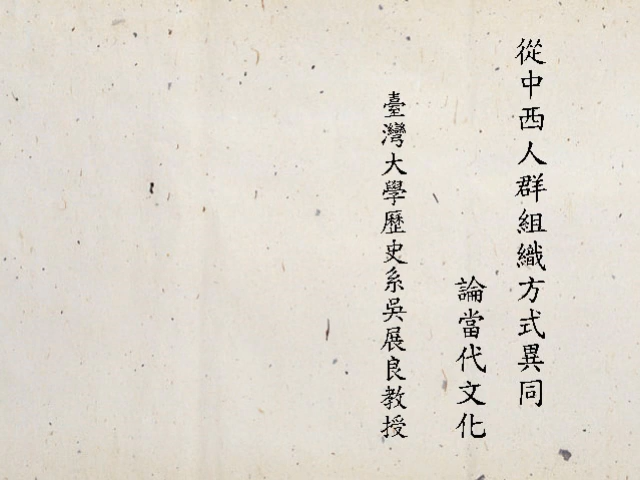 從中西人群組織方式異同
論當代文化
臺灣大學歷史系吳展良教授